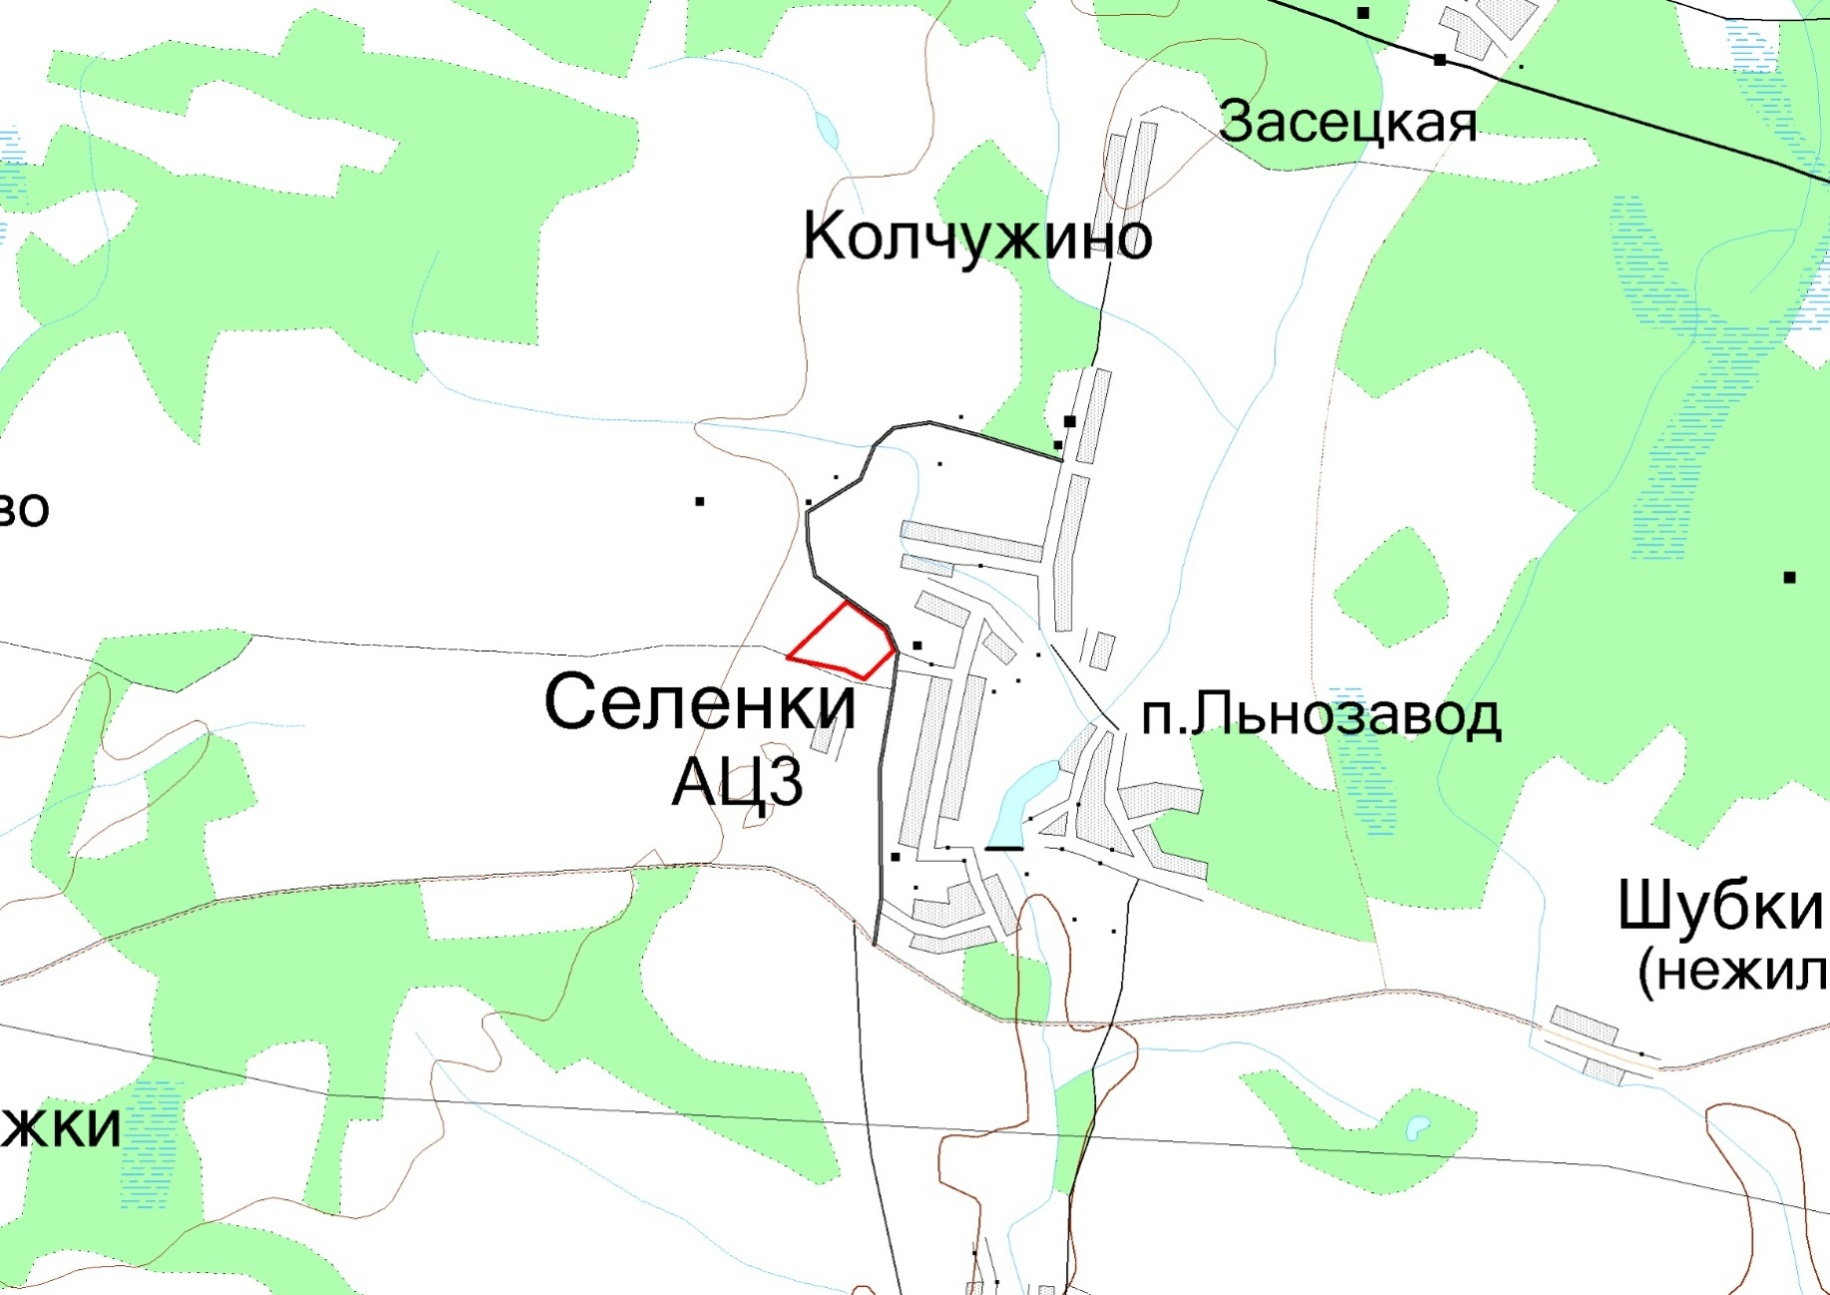 Засецкая
Колчужино
во
Селенки
АЦЗ
п.Льнозавод
Шубки
(нежил
жки